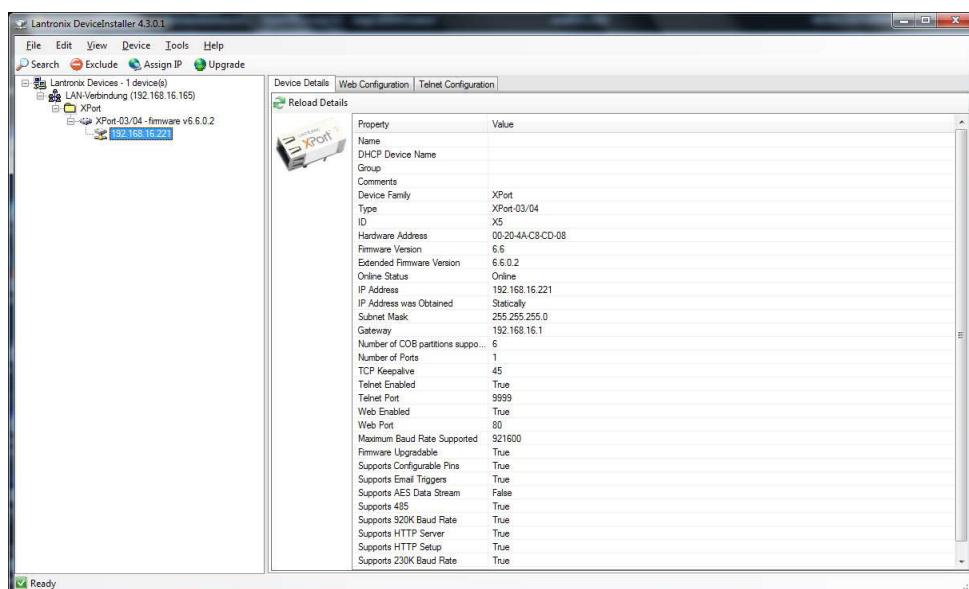 Lantronix DeviceInstaller 4.3.0.1
File Edit View Device Tools Help
Search Exclude Assign IP Upgrade
Lantronix Devices - 1 device(s)
LAN-Verbindung (192.168.16.165)
XPort
XPort-03/04 - firmware v6.6.0.2
192.168.16.221
Device Details Web Configuration Telnet Configuration
Reload Details
XPort
Property Value
Name
DHCP Device Name
Group
Comments
Device Family XPort
Type XPort-03/04
ID X5
Hardware Address 00-20-4A-C8-CD-08
Firmware Version 6.6
Extended Firmware Version 6.6.0.2
Online Status Online
IP Address 192.168.16.221
IP Address was Obtained Statically
Subnet Mask 255.255.255.0
Gateway 192.168.16.1
Number of COB partitions suppo... 6
Number of Ports 1
TCP Keepalive 45
Telnet Enabled True
Telnet Port 9999
Web Enabled True
Web Port 80
Maximum Baud Rate Supported 921600
Firmware Upgradable True
Supports Configurable Pins True
Supports Email Triggers True
Supports AES Data Stream False
Supports 485 True
Supports 920K Baud Rate True
Supports HTTP Server True
Supports HTTP Setup True
Supports 230K Baud Rate True
Ready